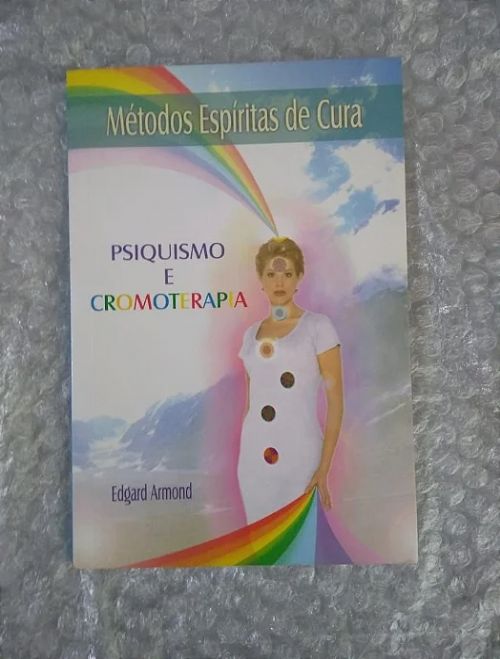 Métodos Espíritas de Cura
PSIQUISMO
E
CROMOTERAPIA
Edgard Armond